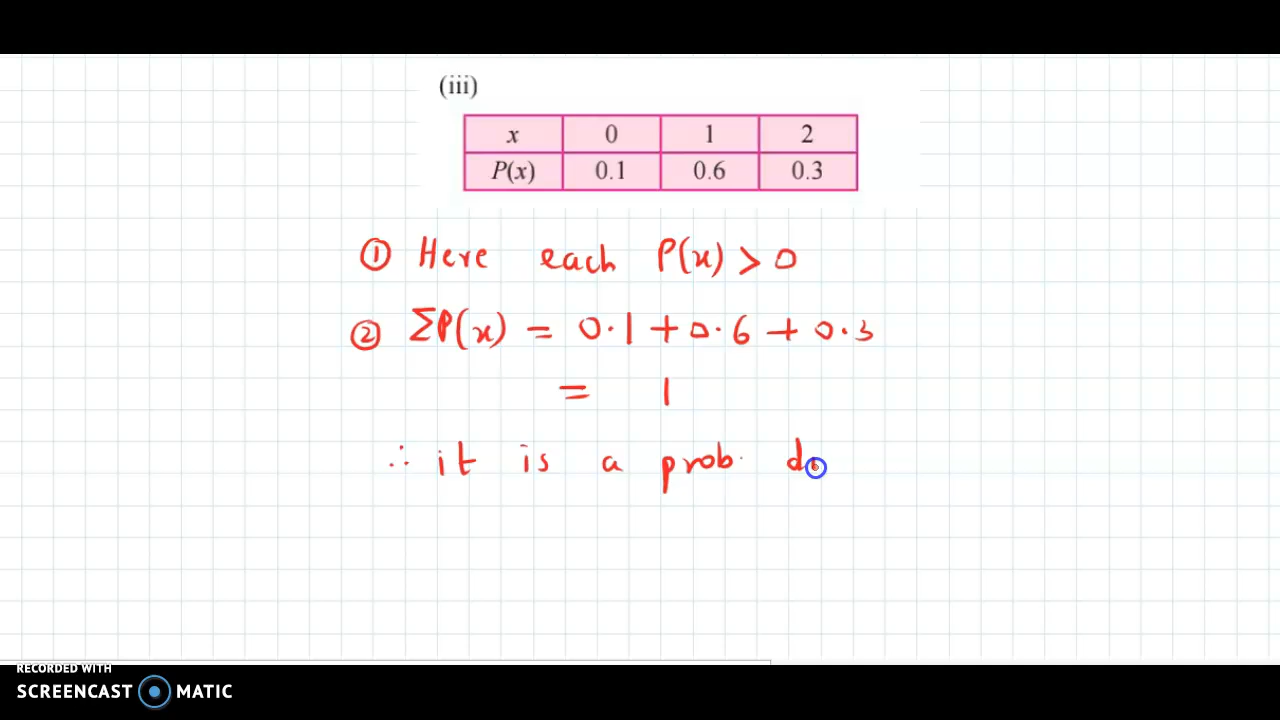 (iii)
x 0 1 2
P(x) 0.1 0.6 0.3
① Here each P(x) > 0
② ΣP(x) = 0.1 + 0.6 + 0.3
= 1
∴ it is a prob. di
RECORDED WITH
SCREENCAST MATIC